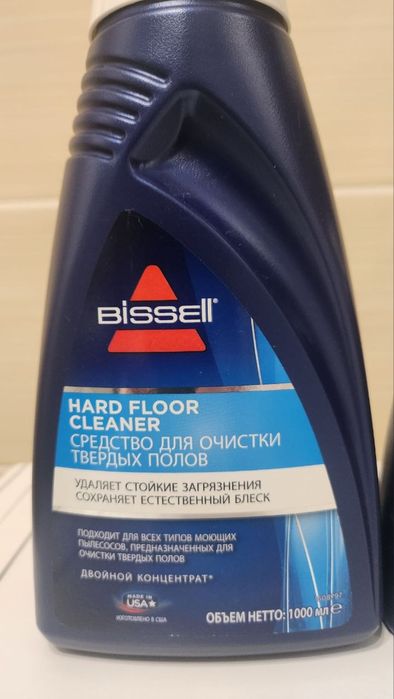 BISSELL
HARD FLOOR
CLEANER
СРЕДСТВО ДЛЯ ОЧИСТКИ
ТВЕРДЫХ ПОЛОВ
УДАЛЯЕТ СТОЙКИЕ ЗАГРЯЗНЕНИЯ
СОХРАНЯЕТ ЕСТЕСТВЕННЫЙ БЛЕСК
ПОДХОДИТ ДЛЯ ВСЕХ ТИПОВ МОЮЩИХ
ПЫЛЕСОСОВ, ПРЕДНАЗНАЧЕННЫХ ДЛЯ
ОЧИСТКИ ТВЕРДЫХ ПОЛОВ
ДВОЙНОЙ КОНЦЕНТРАТ*
MADE IN
USA
ИЗГОТОВЛЕНО В США
ОБЪЕМ НЕТТО: 1000 мл ℮